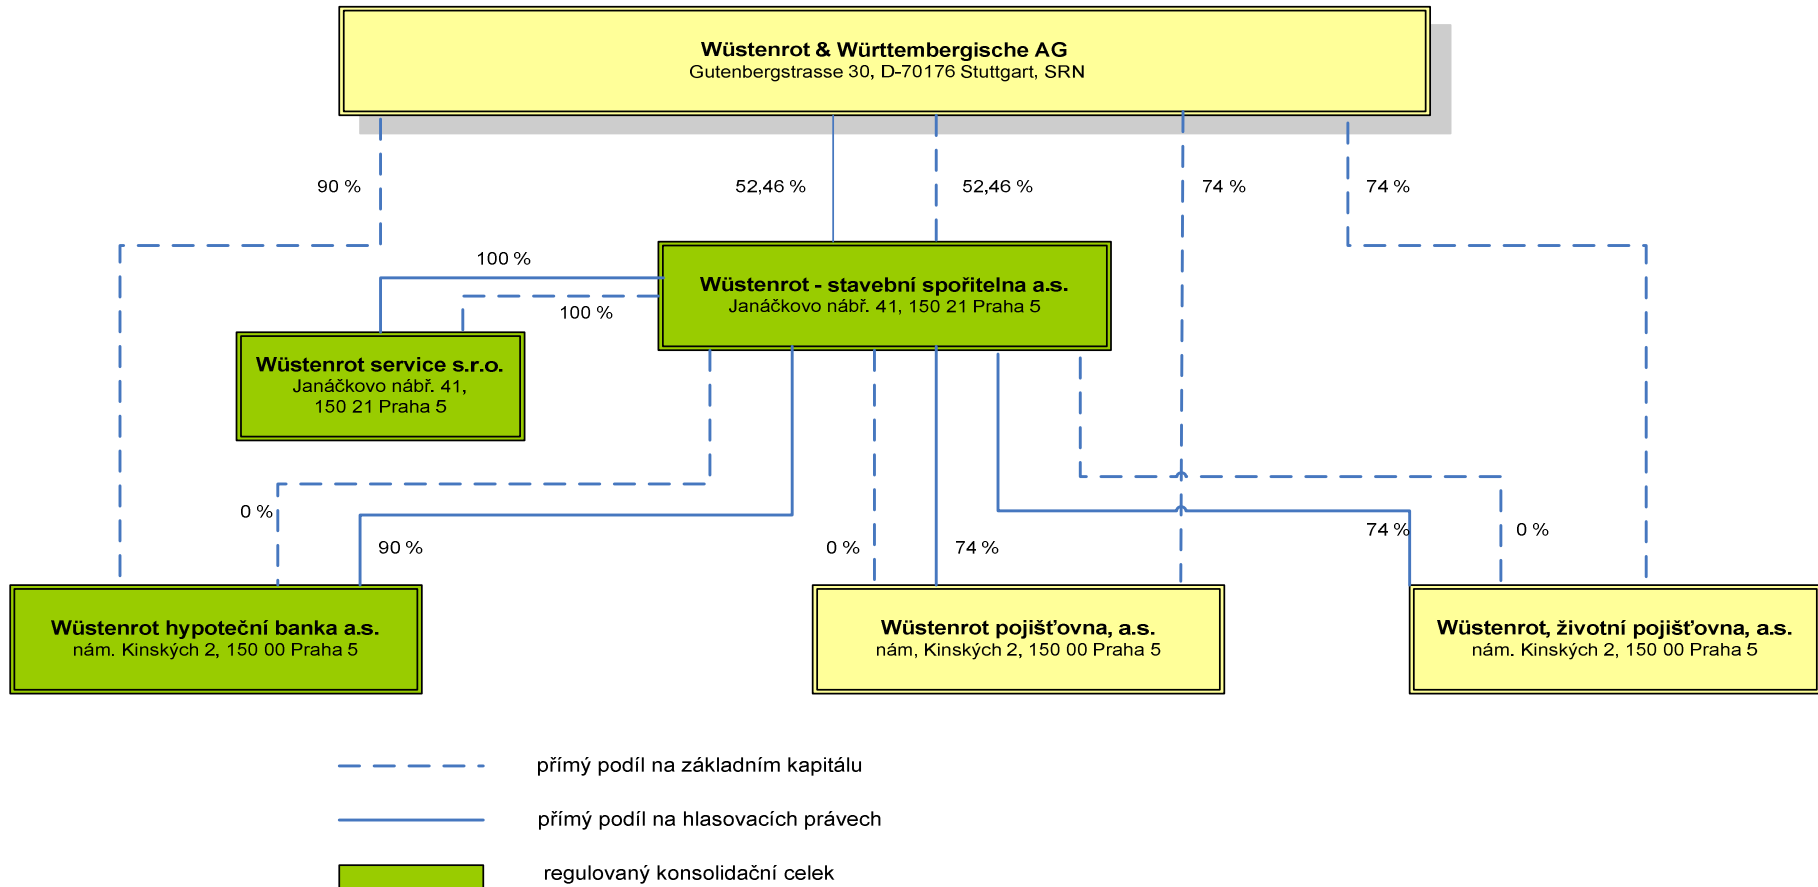 Wüstenrot & Württembergische AG
Gutenbergstrasse 30, D-70176 Stuttgart, SRN
90 %
52,46 %
52,46 %
74 %
74 %
100 %
100 %
Wüstenrot - stavební spořitelna a.s.
Janáčkovo nábř. 41, 150 21 Praha 5
Wüstenrot service s.r.o.
Janáčkovo nábř. 41,
150 21 Praha 5
0 %
90 %
0 %
74 %
74 %
0 %
Wüstenrot hypoteční banka a.s.
nám. Kinských 2, 150 00 Praha 5
Wüstenrot pojišťovna, a.s.
nám, Kinských 2, 150 00 Praha 5
Wüstenrot, životní pojišťovna, a.s.
nám. Kinských 2, 150 00 Praha 5
přímý podíl na základním kapitálu
přímý podíl na hlasovacích právech
regulovaný konsolidační celek